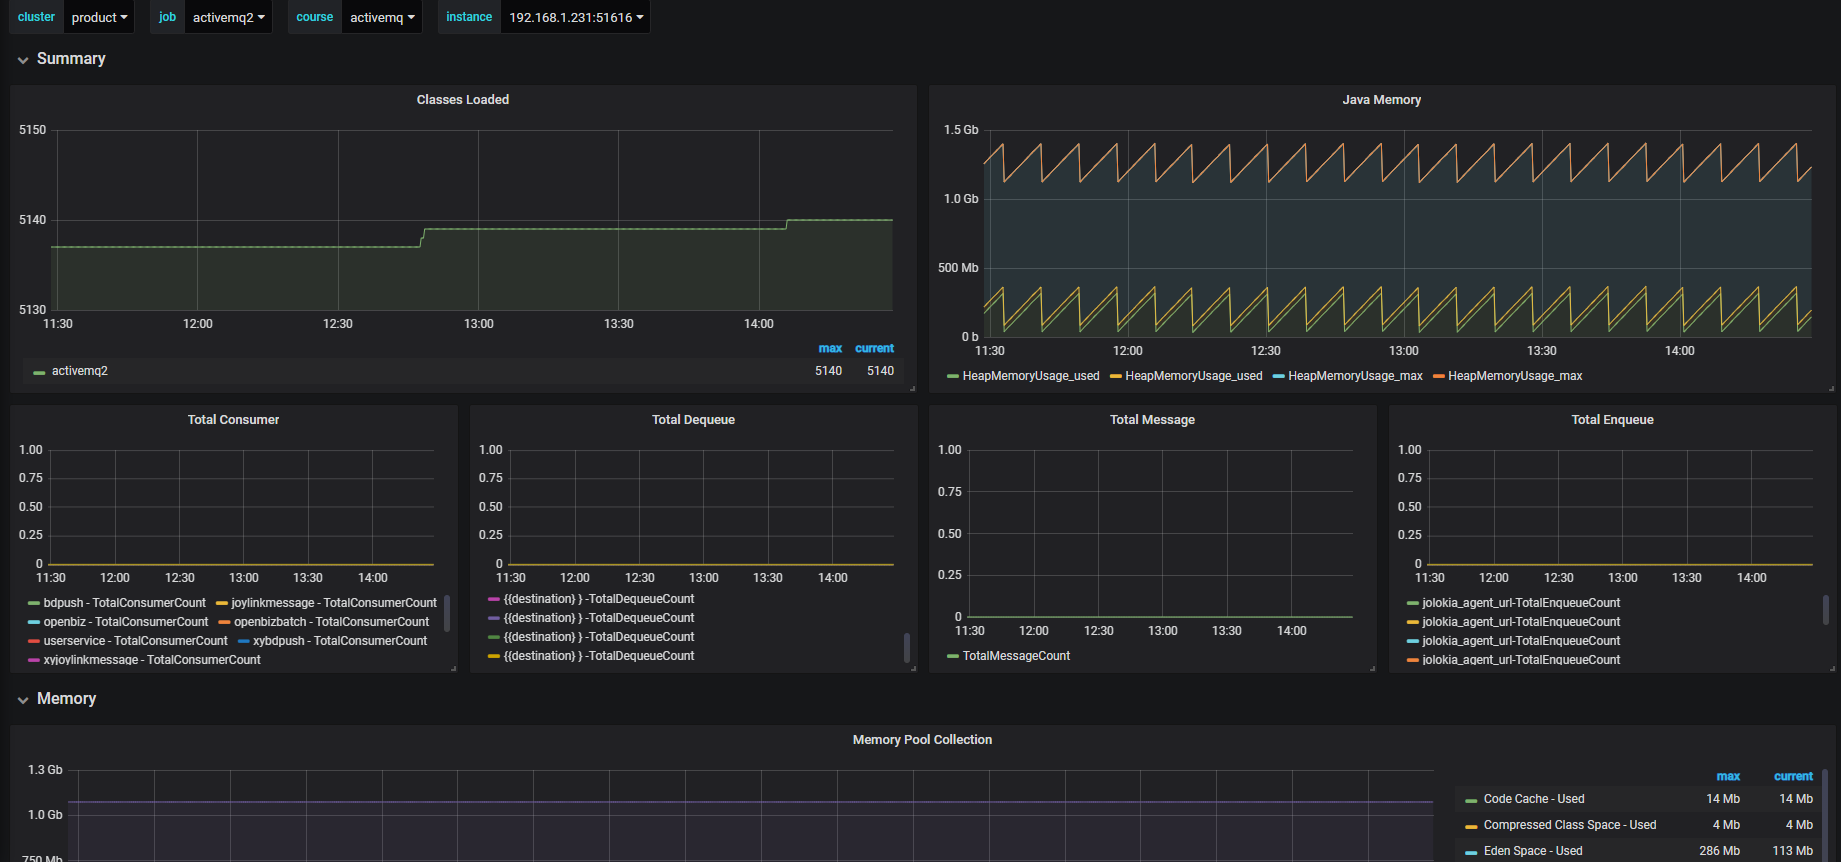 cluster product job activemq2 course activemq instance 192.168.1.231:51616
Summary
Classes Loaded
5150
5140
5130
11:30 12:00 12:30 13:00 13:30 14:00
max current
activemq2 5140 5140
Java Memory
1.5 Gb
1.0 Gb
500 Mb
0 b
11:30 12:00 12:30 13:00 13:30 14:00
HeapMemoryUsage_used HeapMemoryUsage_used HeapMemoryUsage_max HeapMemoryUsage_max
Total Consumer
1.00
0.75
0.50
0.25
0
11:30 12:00 12:30 13:00 13:30 14:00
bdpush - TotalConsumerCount joylinkmessage - TotalConsumerCount
openbiz - TotalConsumerCount openbizbatch - TotalConsumerCount
userservice - TotalConsumerCount xybdpush - TotalConsumerCount
xyjoylinkmessage - TotalConsumerCount
Total Dequeue
1.00
0.75
0.50
0.25
0
11:30 12:00 12:30 13:00 13:30 14:00
{{destination} } -TotalDequeueCount
{{destination} } -TotalDequeueCount
{{destination} } -TotalDequeueCount
{{destination} } -TotalDequeueCount
Total Message
1.00
0.75
0.50
0.25
0
11:30 12:00 12:30 13:00 13:30 14:00
TotalMessageCount
Total Enqueue
1.00
0.75
0.50
0.25
0
11:30 12:00 12:30 13:00 13:30 14:00
jolokia_agent_url-TotalEnqueueCount
jolokia_agent_url-TotalEnqueueCount
jolokia_agent_url-TotalEnqueueCount
jolokia_agent_url-TotalEnqueueCount
Memory
Memory Pool Collection
1.3 Gb
1.0 Gb
750 Mb
max current
Code Cache - Used 14 Mb 14 Mb
Compressed Class Space - Used 4 Mb 4 Mb
Eden Space - Used 286 Mb 113 Mb